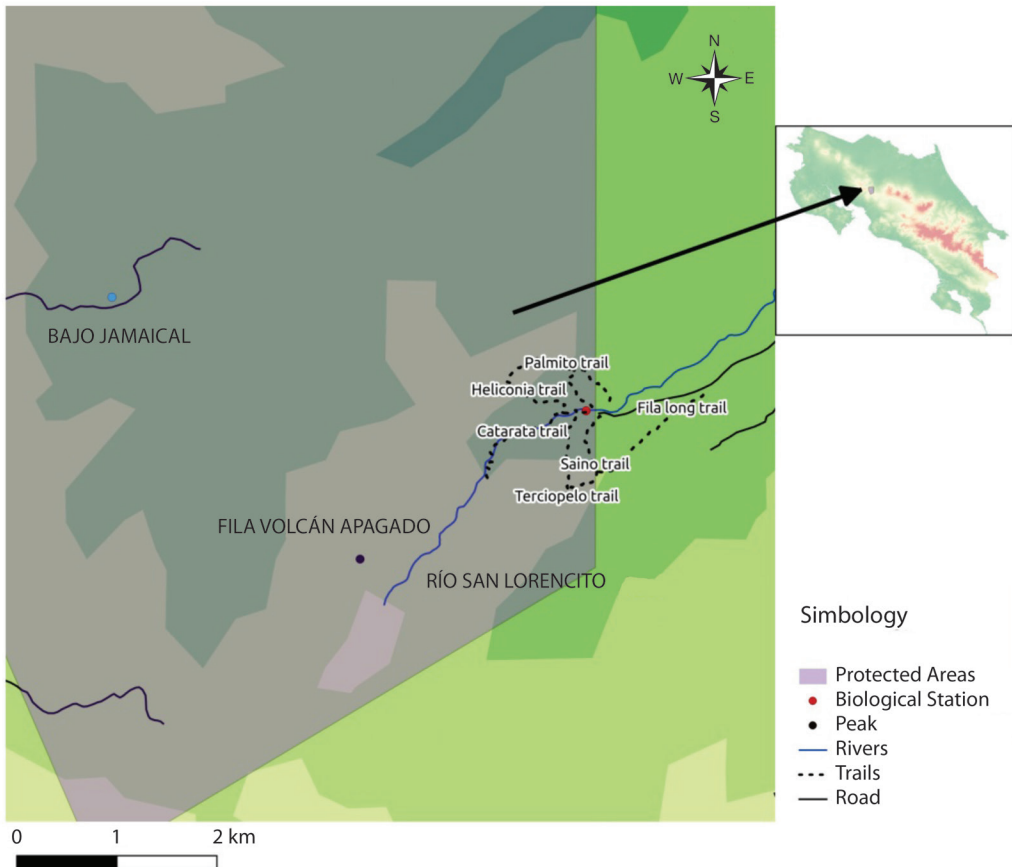 N
W E
S
BAJO JAMAICAL
Palmito trail
Heliconia trail
Fila long trail
Catarata trail
Saino trail
Terciopelo trail
FILA VOLCÁN APAGADO
RÍO SAN LORENCITO
Simbology
Protected Areas
Biological Station
Peak
Rivers
Trails
Road
0 1 2 km